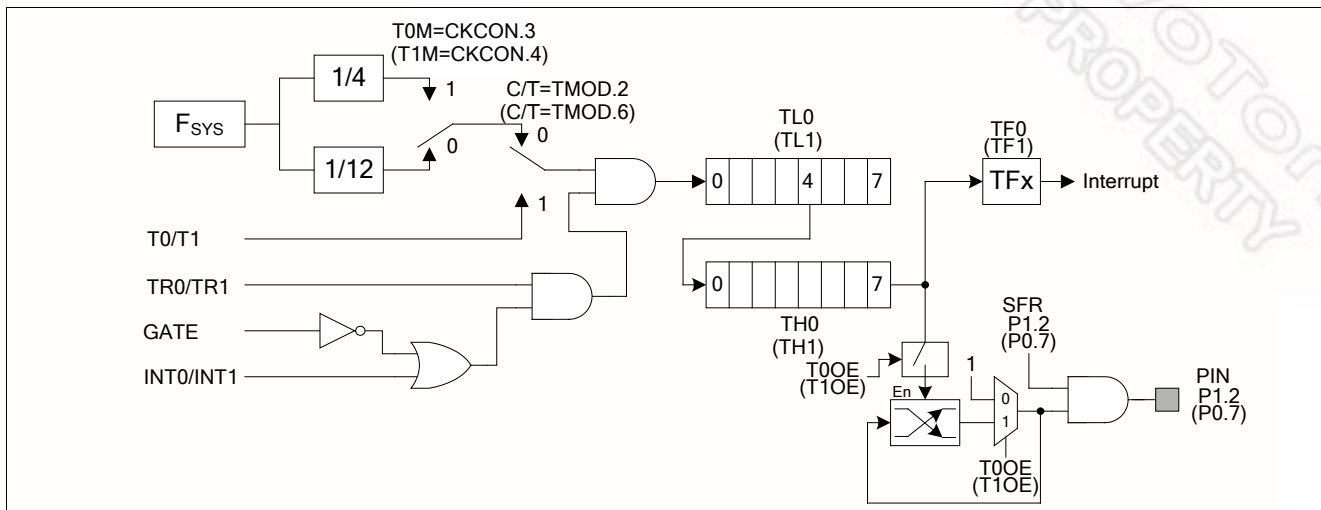 T0M=CKCON.3
(T1M=CKCON.4)
1/4
1
C/T=TMOD.2
(C/T=TMOD.6)
FSYS
0
0
1/12
1
T0/T1
TR0/TR1
GATE
INT0/INT1
TL0
(TL1)
0 4 7
TF0
(TF1)
TFx
Interrupt
0 7
TH0
(TH1)
T0OE
(T1OE)
En
1
0
1
T0OE
(T1OE)
SFR
P1.2
(P0.7)
PIN
P1.2
(P0.7)
PROPERTY